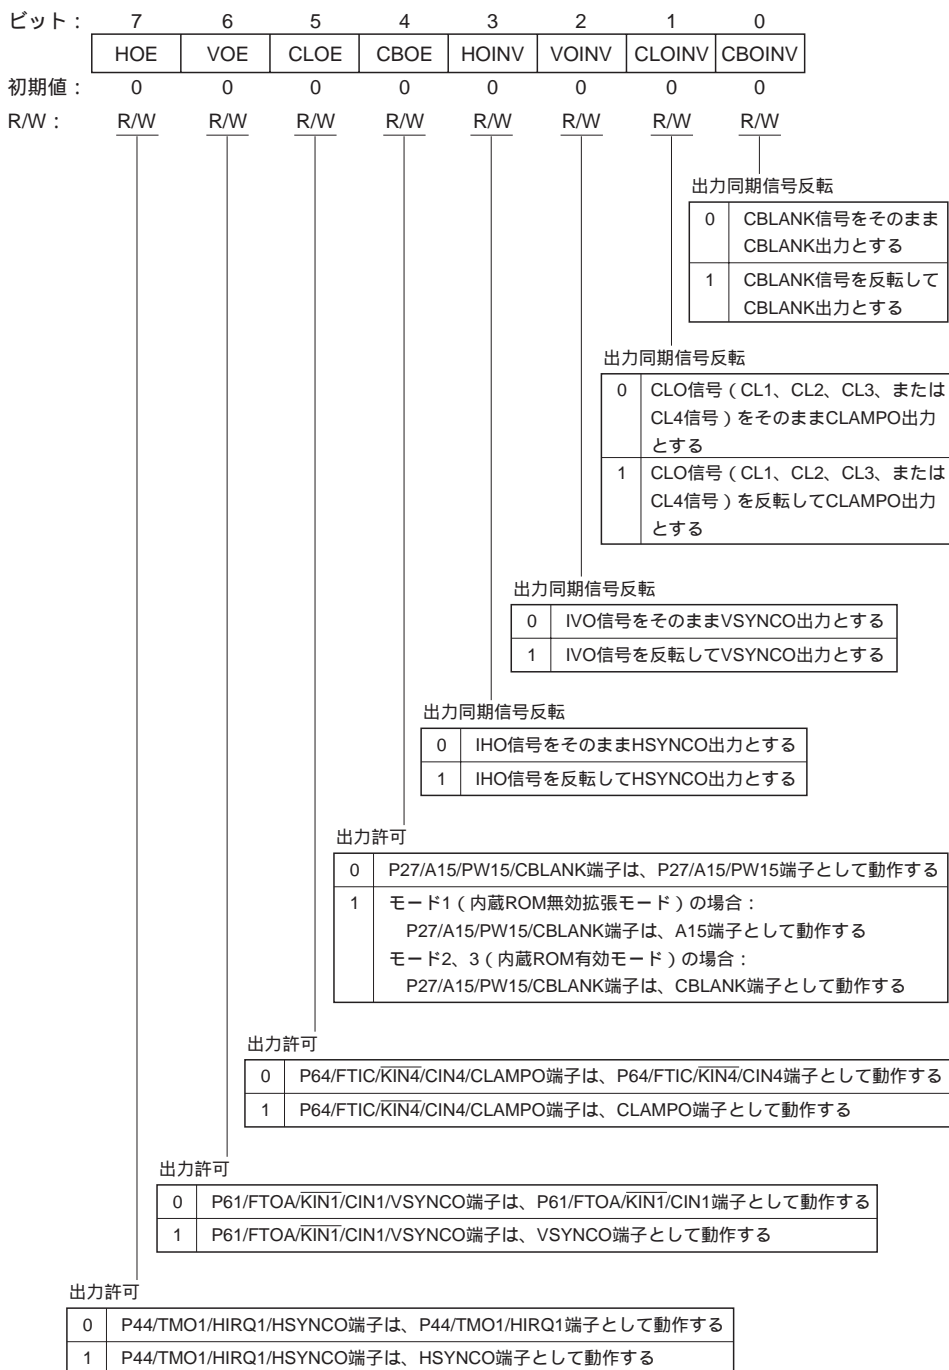 ビット： 7 6 5 4 3 2 1 0
HOE VOE CLOE CBOE HOINV VOINV CLOINV CBOINV
初期値： 0 0 0 0 0 0 0 0
R/W： R/W R/W R/W R/W R/W R/W R/W R/W
出力同期信号反転
0 CBLANK信号をそのまま
CBLANK出力とする
1 CBLANK信号を反転して
CBLANK出力とする
出力同期信号反転
0 CLO信号（CL1、CL2、CL3、または
CL4信号）をそのままCLAMPO出力
とする
1 CLO信号（CL1、CL2、CL3、または
CL4信号）を反転してCLAMPO出力
とする
出力同期信号反転
0 IVO信号をそのままVSYNCO出力とする
1 IVO信号を反転してVSYNCO出力とする
出力同期信号反転
0 IHO信号をそのままHSYNCO出力とする
1 IHO信号を反転してHSYNCO出力とする
出力許可
0 P27/A15/PW15/CBLANK端子は、P27/A15/PW15端子として動作する
1 モード1（内蔵ROM無効拡張モード）の場合：
P27/A15/PW15/CBLANK端子は、A15端子として動作する
モード2、3（内蔵ROM有効モード）の場合：
P27/A15/PW15/CBLANK端子は、CBLANK端子として動作する
出力許可
0 P64/FTIC/K̅I̅N̅4̅/CIN4/CLAMPO端子は、P64/FTIC/K̅I̅N̅4̅/CIN4端子として動作する
1 P64/FTIC/K̅I̅N̅4̅/CIN4/CLAMPO端子は、CLAMPO端子として動作する
出力許可
0 P61/FTOA/K̅I̅N̅1̅/CIN1/VSYNCO端子は、P61/FTOA/K̅I̅N̅1̅/CIN1端子として動作する
1 P61/FTOA/K̅I̅N̅1̅/CIN1/VSYNCO端子は、VSYNCO端子として動作する
出力許可
0 P44/TMO1/HIRQ1/HSYNCO端子は、P44/TMO1/HIRQ1端子として動作する
1 P44/TMO1/HIRQ1/HSYNCO端子は、HSYNCO端子として動作する